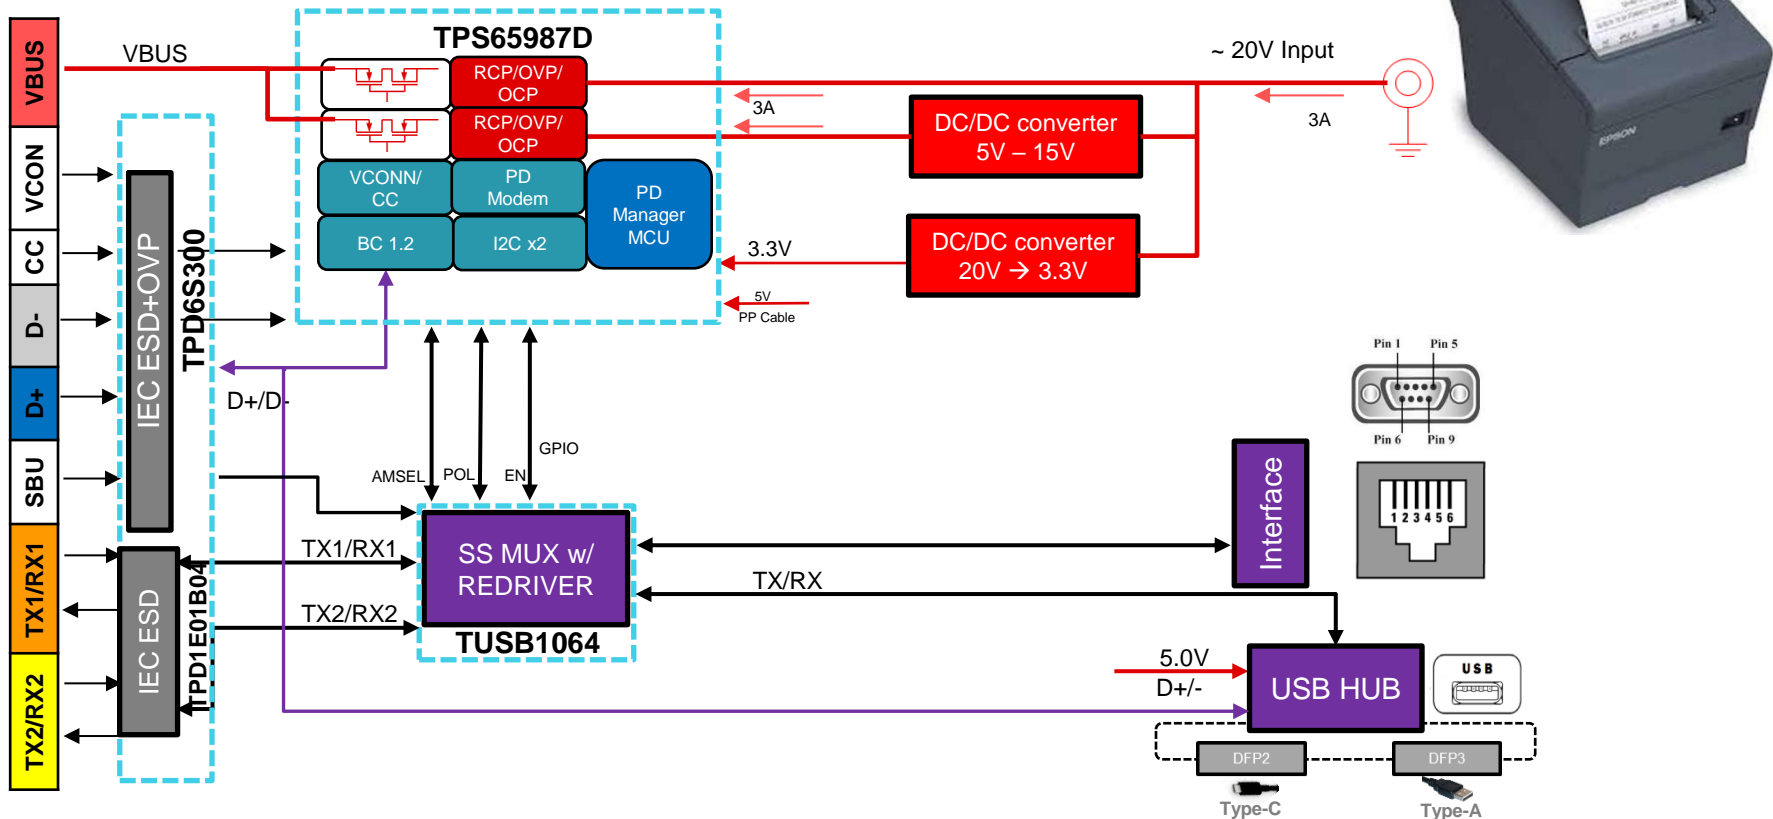 TPS65987D
VBUS
VBUS
~ 20V Input
RCP/OVP/
OCP
3A
3A
RCP/OVP/
OCP
DC/DC converter
5V – 15V
EPSON
VCON
VCONN/
CC
PD
Modem
PD
Manager
MCU
BC 1.2
I2C x2
CC
3.3V
DC/DC converter
20V → 3.3V
5V
PP Cable
D-
IEC ESD+OVP
TPD6S300
D+
D+/D-
Pin 1
Pin 5
Pin 6
Pin 9
SBU
AMSEL
POL
EN
GPIO
Interface
1 2 3 4 5 6
TX1/RX1
TX1/RX1
SS MUX w/
REDRIVER
TUSB1064
TX/RX
IEC ESD
TPD1E01B04
TX2/RX2
TX2/RX2
5.0V
D+/-
USB HUB
USB
DFP2
DFP3
Type-C
Type-A